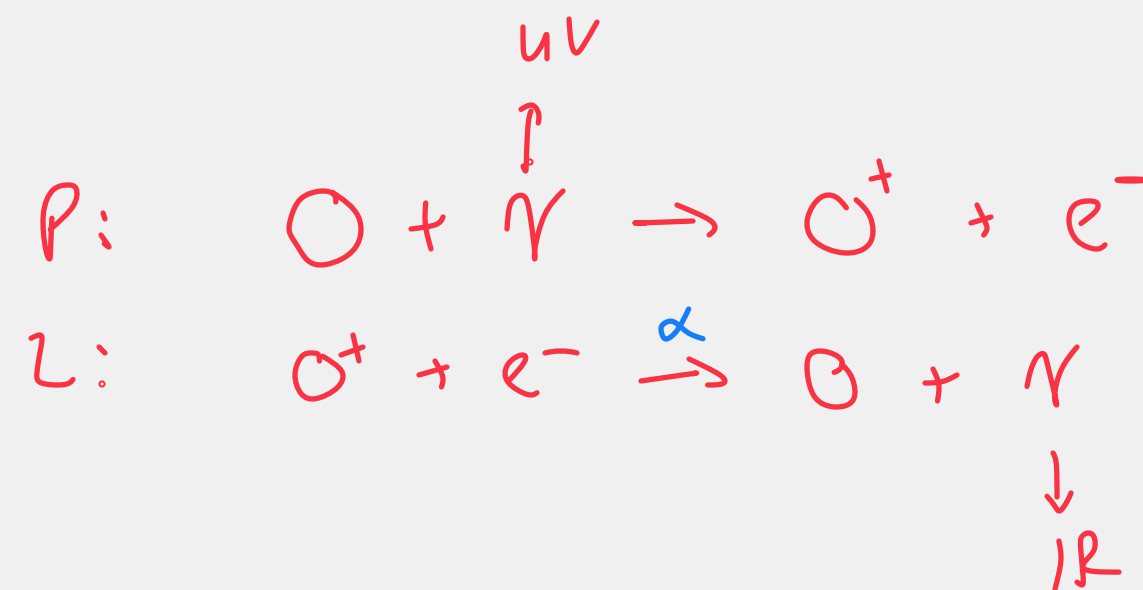 uV
P: O + γ → O⁺ + e⁻
L: O⁺ + e⁻ α→ O + γ
IR